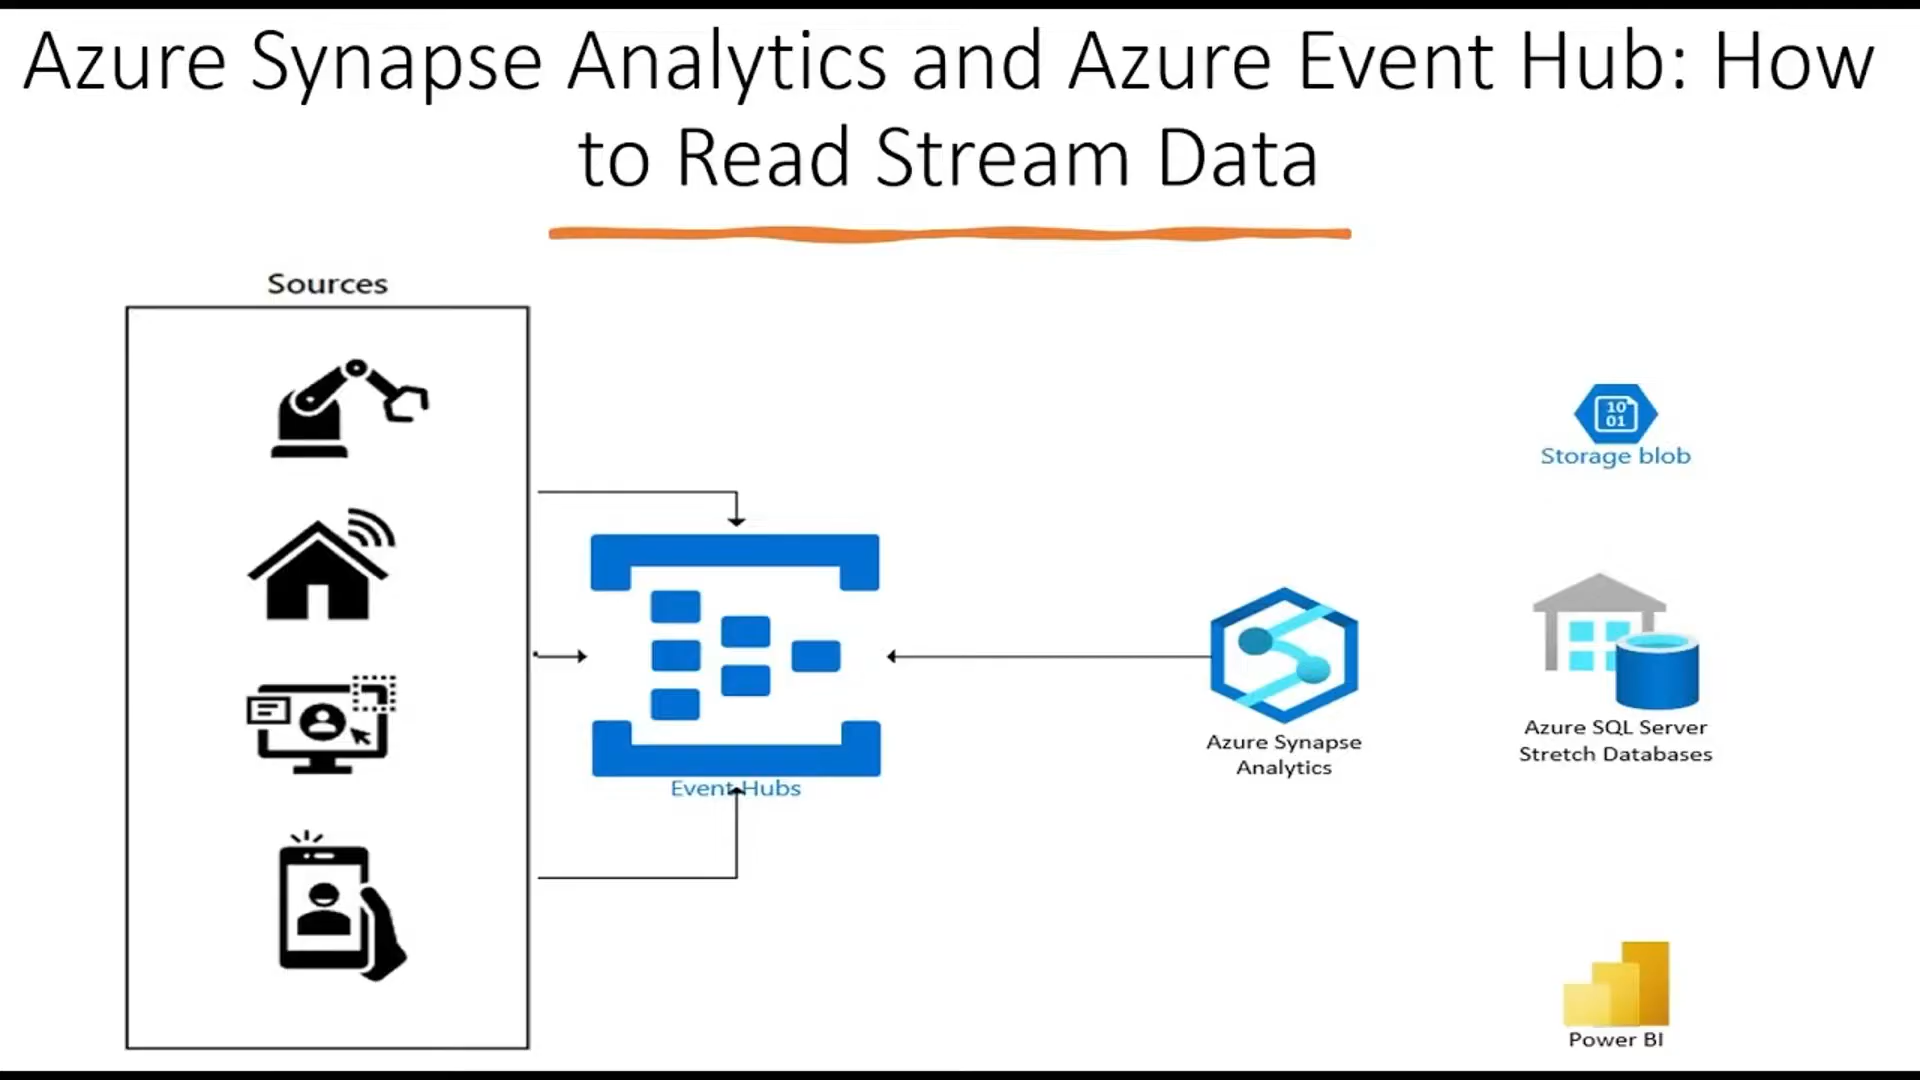 Azure Synapse Analytics and Azure Event Hub: How
to Read Stream Data
Sources
Event Hubs
Azure Synapse
Analytics
10
01
Storage blob
Azure SQL Server
Stretch Databases
Power BI